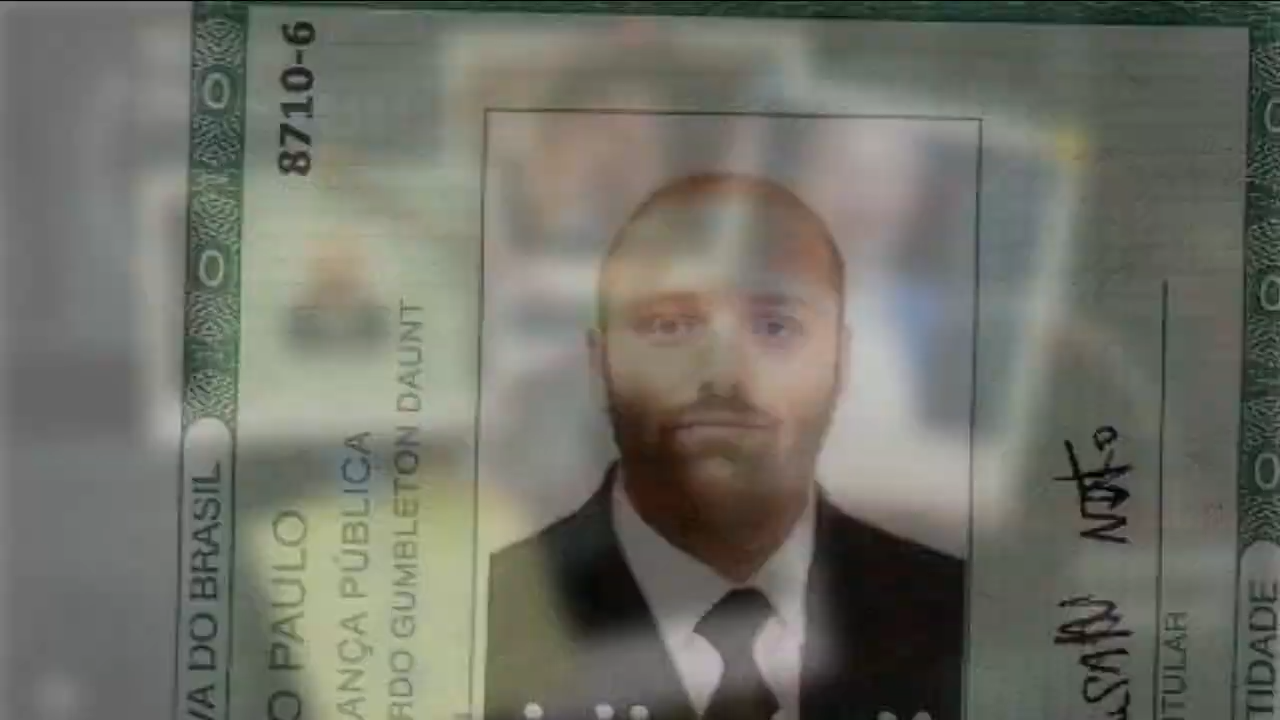 8710-6
VA DO BRASIL
O PAULO
ANÇA PÚBLICA
RDO GUMBLETON DAUNT
TULAR
TIDADE